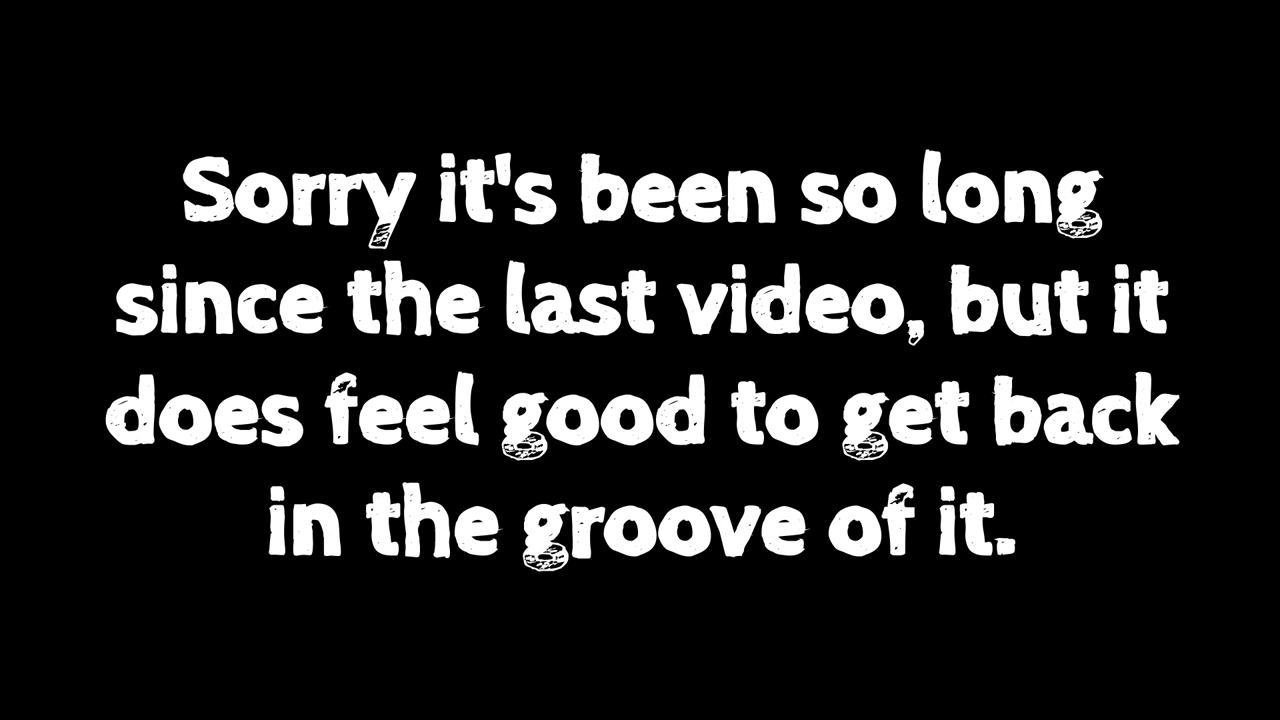 Sorry it's been so long
since the last video, but it
does feel good to get back
in the groove of it.